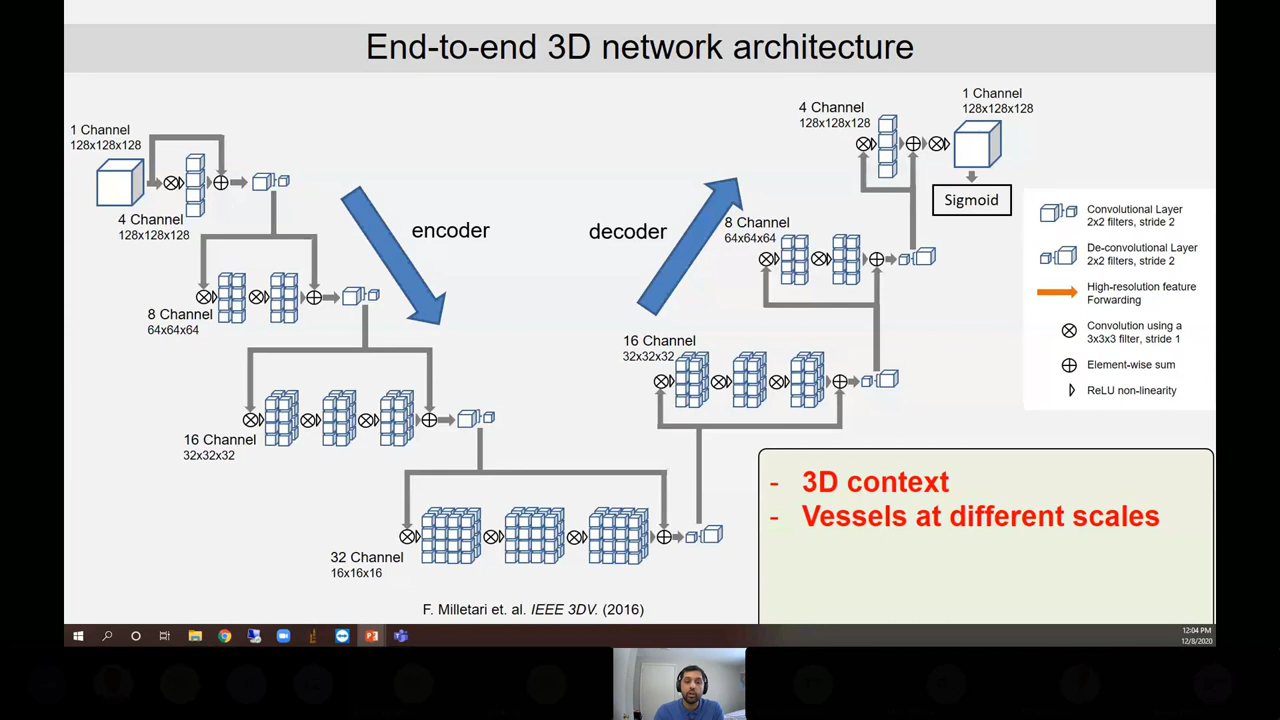 End-to-end 3D network architecture
1 Channel
128x128x128
4 Channel
128x128x128
8 Channel
64x64x64
16 Channel
32x32x32
32 Channel
16x16x16
encoder
decoder
16 Channel
32x32x32
8 Channel
64x64x64
4 Channel
128x128x128
1 Channel
128x128x128
Sigmoid
Convolutional Layer
2x2 filters, stride 2
De-convolutional Layer
2x2 filters, stride 2
High-resolution feature
Forwarding
Convolution using a
3x3x3 filter, stride 1
Element-wise sum
ReLU non-linearity
- 3D context
- Vessels at different scales
F. Milletari et. al. IEEE 3DV. (2016)
12:04 PM
12/8/2020